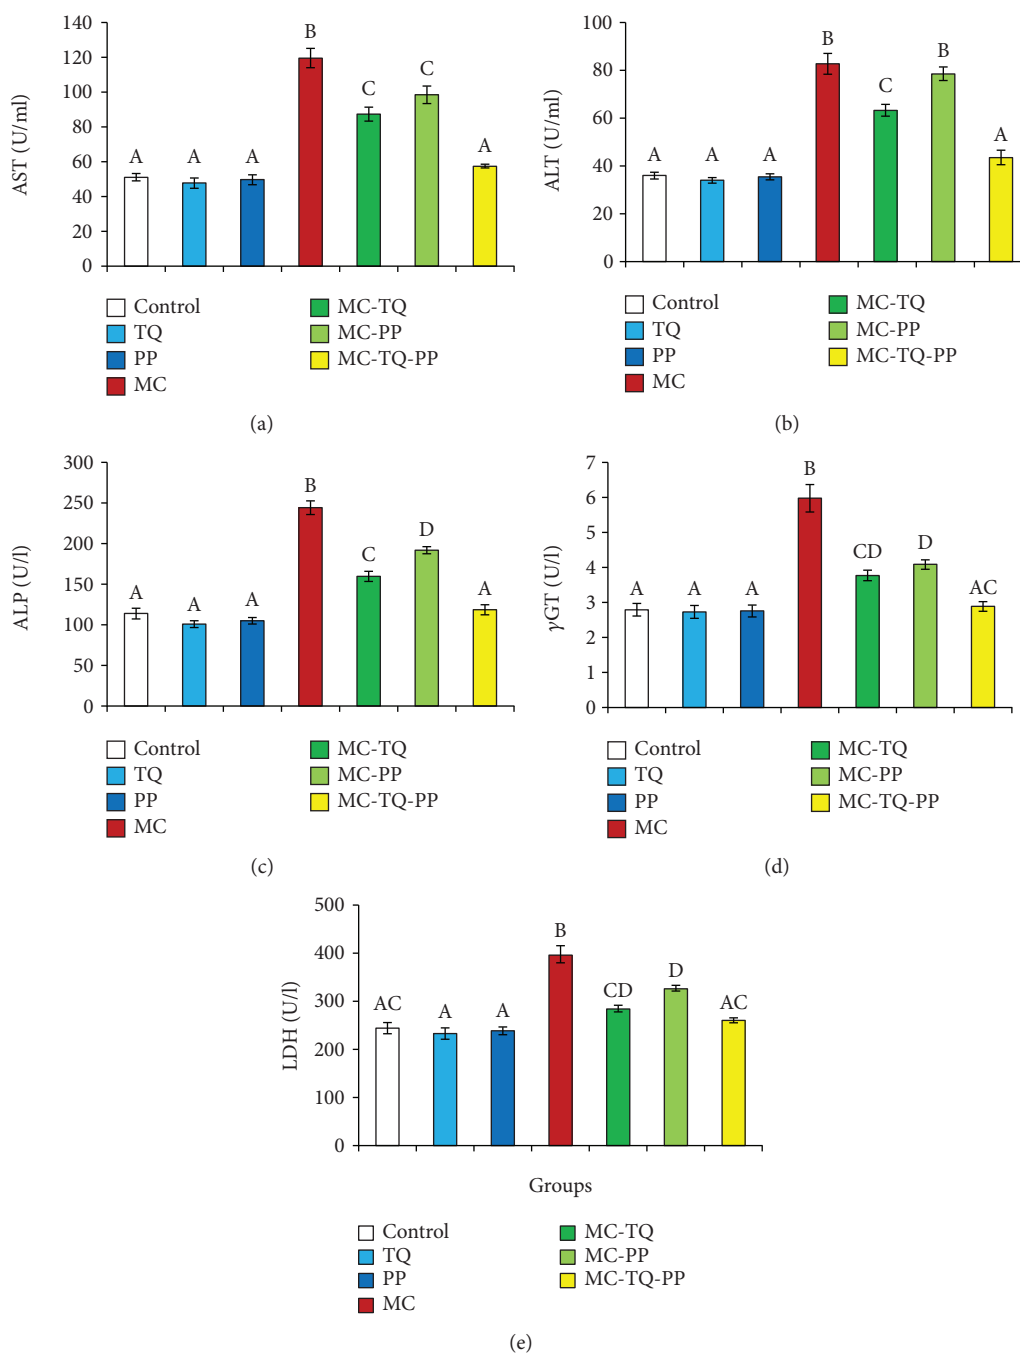 140
120
100
80
60
40
20
0
AST (U/ml)
A
A
A
B
C
C
A
Control
TQ
PP
MC
MC-TQ
MC-PP
MC-TQ-PP
(a)
100
80
60
40
20
0
ALT (U/ml)
A
A
A
B
C
B
A
Control
TQ
PP
MC
MC-TQ
MC-PP
MC-TQ-PP
(b)
300
250
200
150
100
50
0
ALP (U/l)
A
A
A
B
C
D
A
Control
TQ
PP
MC
MC-TQ
MC-PP
MC-TQ-PP
(c)
7
6
5
4
3
2
1
0
γGT (U/l)
A
A
A
B
CD
D
AC
Control
TQ
PP
MC
MC-TQ
MC-PP
MC-TQ-PP
(d)
500
400
300
200
100
0
LDH (U/l)
AC
A
A
B
CD
D
AC
Groups
Control
TQ
PP
MC
MC-TQ
MC-PP
MC-TQ-PP
(e)